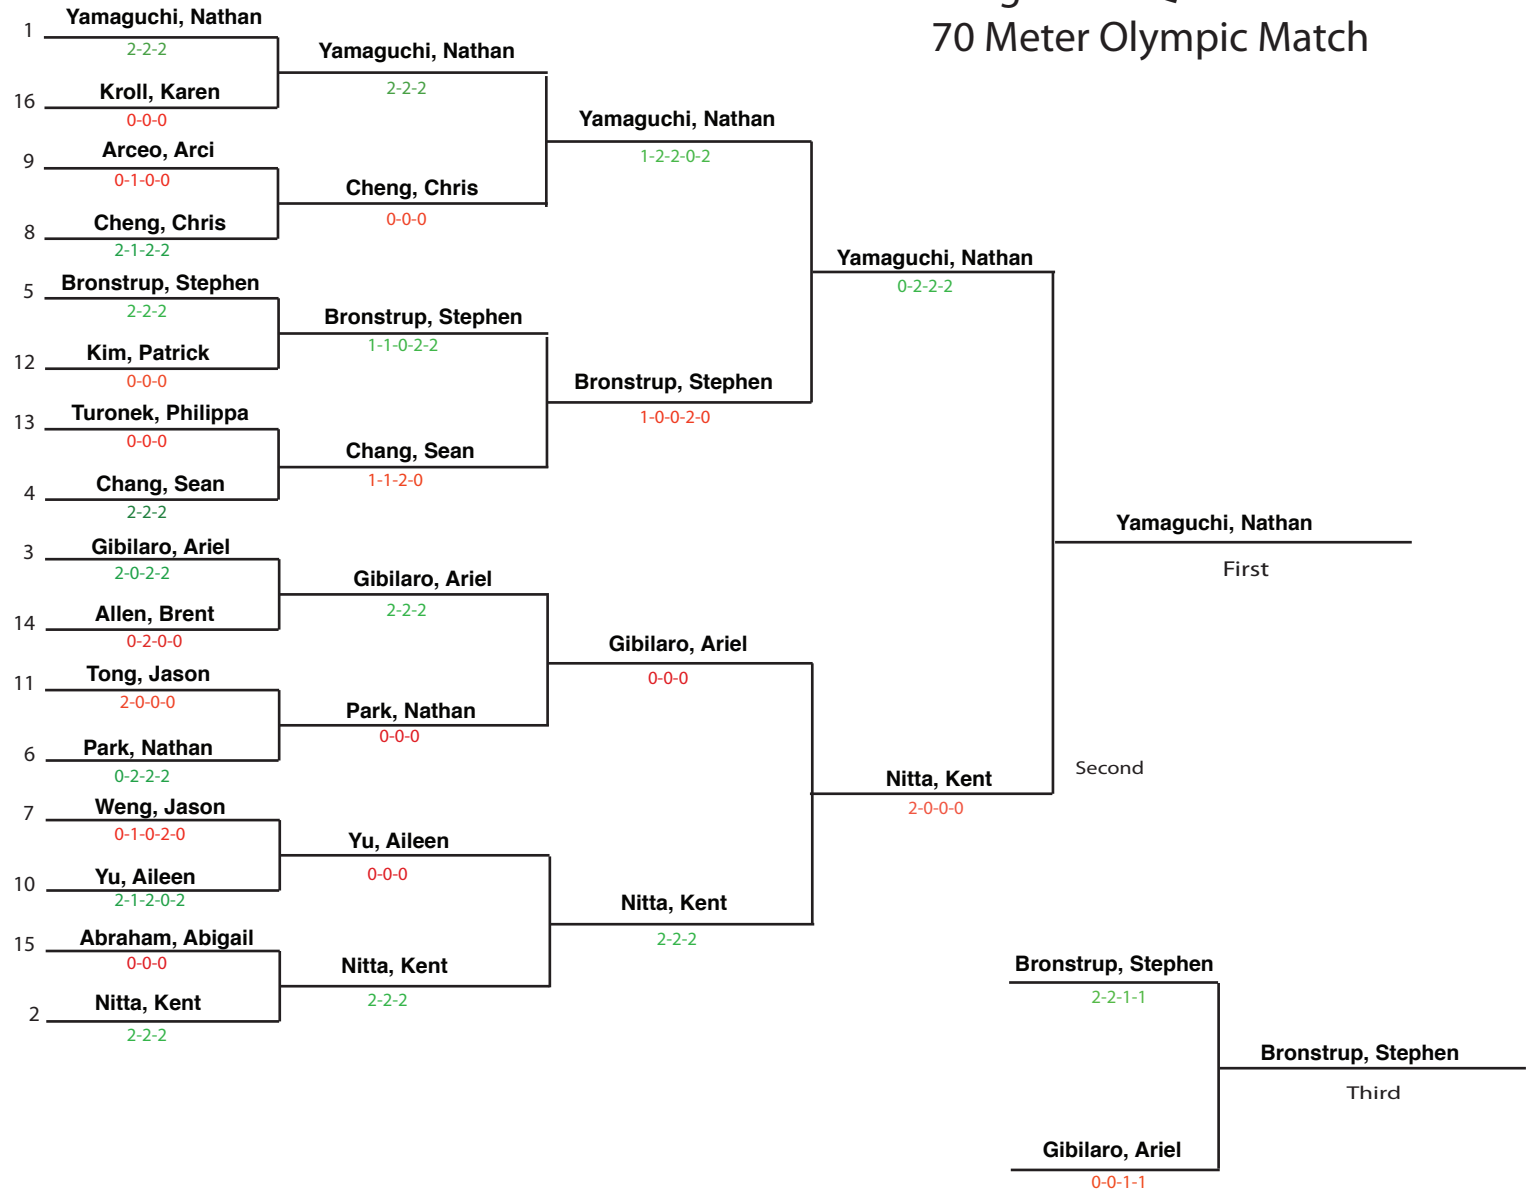 70 Meter Olympic Match
1
Yamaguchi, Nathan
2-2-2
16
Kroll, Karen
0-0-0
9
Arceo, Arci
0-1-0-0
8
Cheng, Chris
2-1-2-2
5
Bronstrup, Stephen
2-2-2
12
Kim, Patrick
0-0-0
13
Turonek, Philippa
0-0-0
4
Chang, Sean
2-2-2
3
Gibilaro, Ariel
2-0-2-2
14
Allen, Brent
0-2-0-0
11
Tong, Jason
2-0-0-0
6
Park, Nathan
0-2-2-2
7
Weng, Jason
0-1-0-2-0
10
Yu, Aileen
2-1-2-0-2
15
Abraham, Abigail
0-0-0
2
Nitta, Kent
2-2-2
Yamaguchi, Nathan
2-2-2
Cheng, Chris
0-0-0
Bronstrup, Stephen
1-1-0-2-2
Chang, Sean
1-1-2-0
Gibilaro, Ariel
2-2-2
Park, Nathan
0-0-0
Yu, Aileen
0-0-0
Nitta, Kent
2-2-2
Yamaguchi, Nathan
1-2-2-0-2
Bronstrup, Stephen
1-0-0-2-0
Gibilaro, Ariel
0-0-0
Nitta, Kent
2-2-2
Yamaguchi, Nathan
0-2-2-2
Nitta, Kent
2-0-0-0
Yamaguchi, Nathan
First
Second
Bronstrup, Stephen
2-2-1-1
Gibilaro, Ariel
0-0-1-1
Bronstrup, Stephen
Third